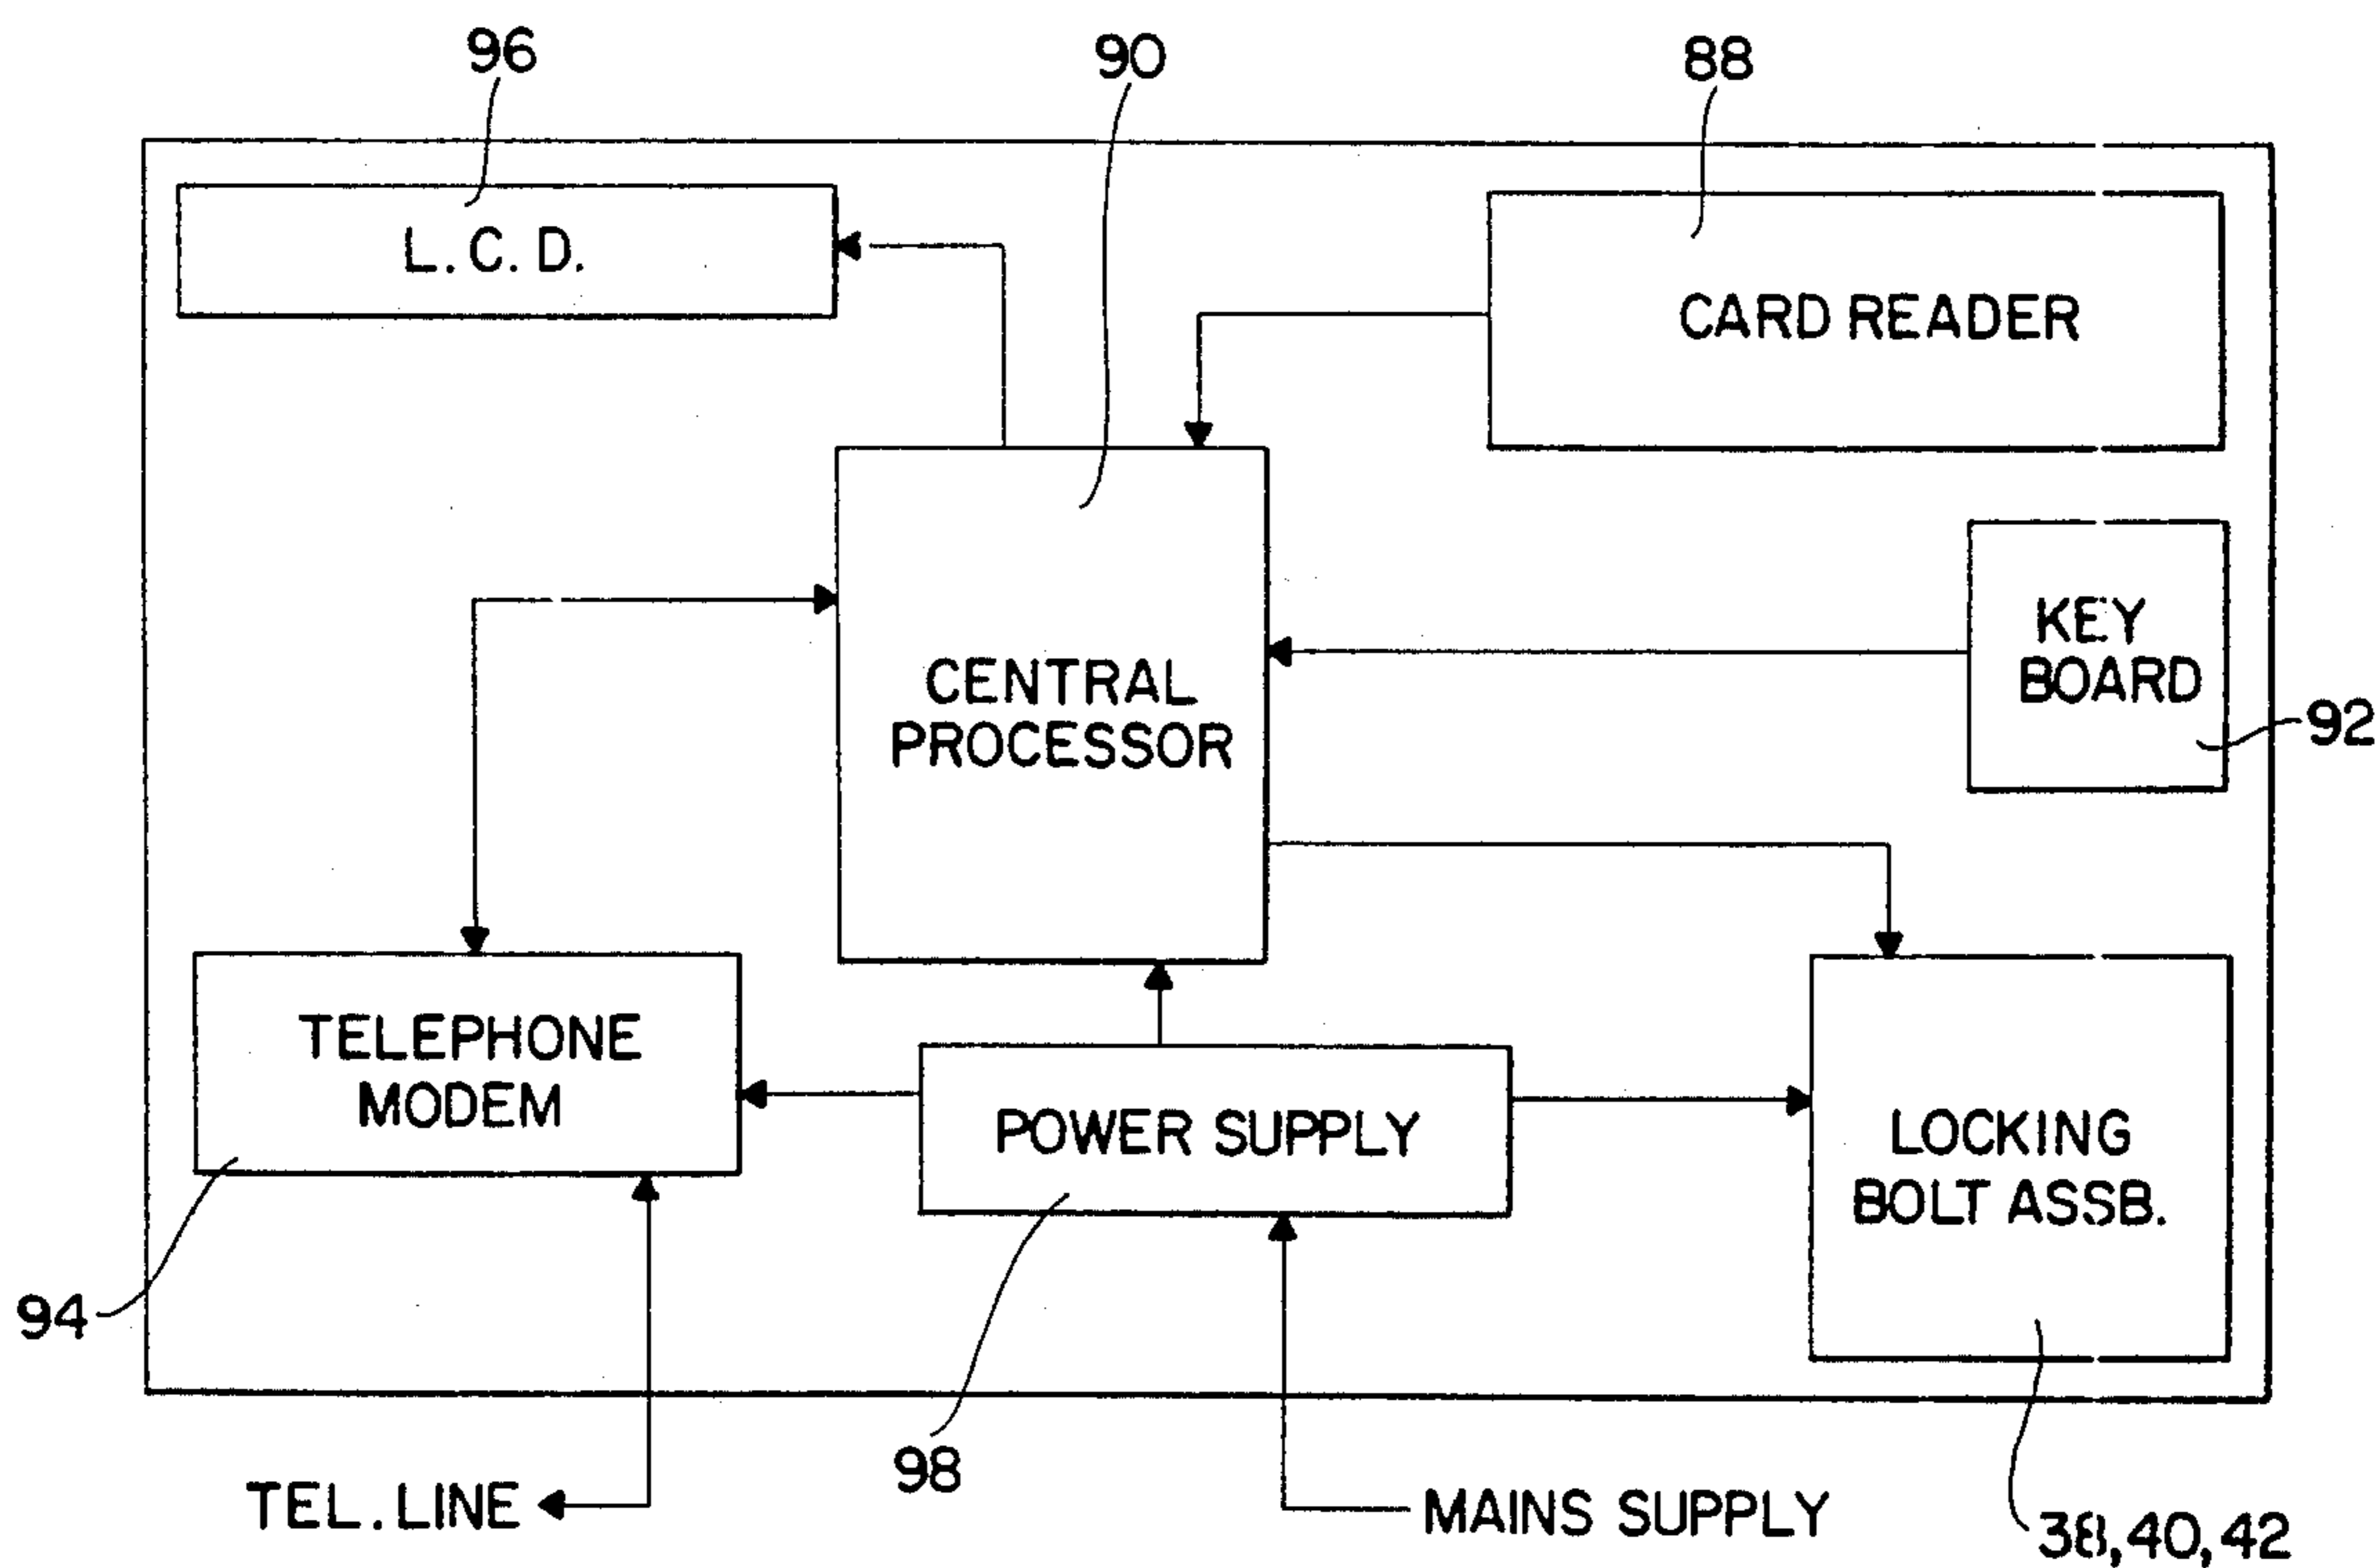 96
90
88
L. C. D.
CARD READER
KEY
BOARD
92
CENTRAL
PROCESSOR
TELEPHONE
MODEM
POWER SUPPLY
LOCKING
BOLT ASSB.
94
98
TEL. LINE
MAINS SUPPLY
38, 40, 42